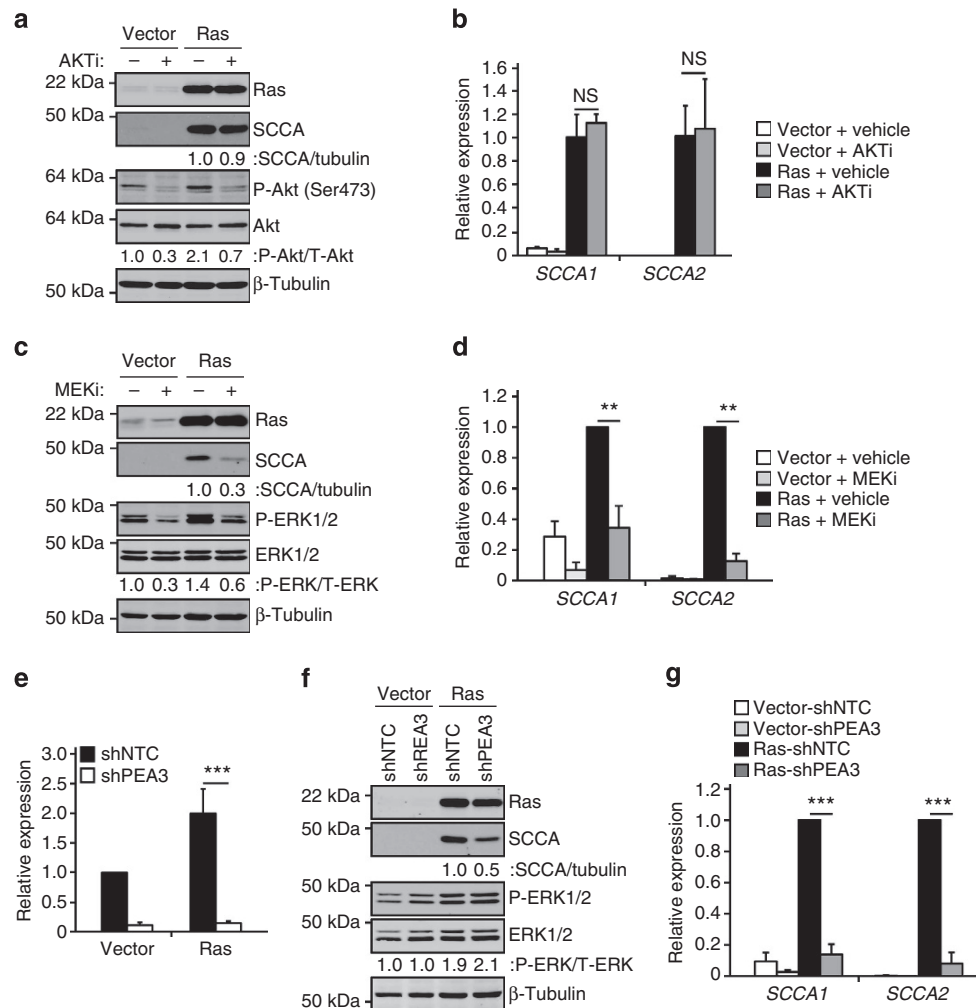 a
Vector Ras
AKTi: – + – +
22 kDa Ras
50 kDa SCCA
1.0 0.9 :SCCA/tubulin
64 kDa P-Akt (Ser473)
64 kDa Akt
1.0 0.3 2.1 0.7 :P-Akt/T-Akt
50 kDa β-Tubulin
b
Relative expression
1.6
1.4
1.2
1.0
0.8
0.6
0.4
0.2
0
NS NS
SCCA1 SCCA2
Vector + vehicle
Vector + AKTi
Ras + vehicle
Ras + AKTi
c
Vector Ras
MEKi: – + – +
22 kDa Ras
50 kDa SCCA
1.0 0.3 :SCCA/tubulin
50 kDa P-ERK1/2
50 kDa ERK1/2
1.0 0.3 1.4 0.6 :P-ERK/T-ERK
50 kDa β-Tubulin
d
Relative expression
1.2
1.0
0.8
0.6
0.4
0.2
0
** **
SCCA1 SCCA2
Vector + vehicle
Vector + MEKi
Ras + vehicle
Ras + MEKi
e
shNTC
shPEA3
Relative expression
3.0
2.5
2.0
1.5
1.0
0.5
0
***
Vector Ras
f
Vector Ras
shNTC shREA3 shNTC shPEA3
22 kDa Ras
50 kDa SCCA
1.0 0.5 :SCCA/tubulin
50 kDa P-ERK1/2
50 kDa ERK1/2
1.0 1.0 1.9 2.1 :P-ERK/T-ERK
50 kDa β-Tubulin
g
Vector-shNTC
Vector-shPEA3
Ras-shNTC
Ras-shPEA3
Relative expression
1.2
1.0
0.8
0.6
0.4
0.2
0
*** ***
SCCA1 SCCA2